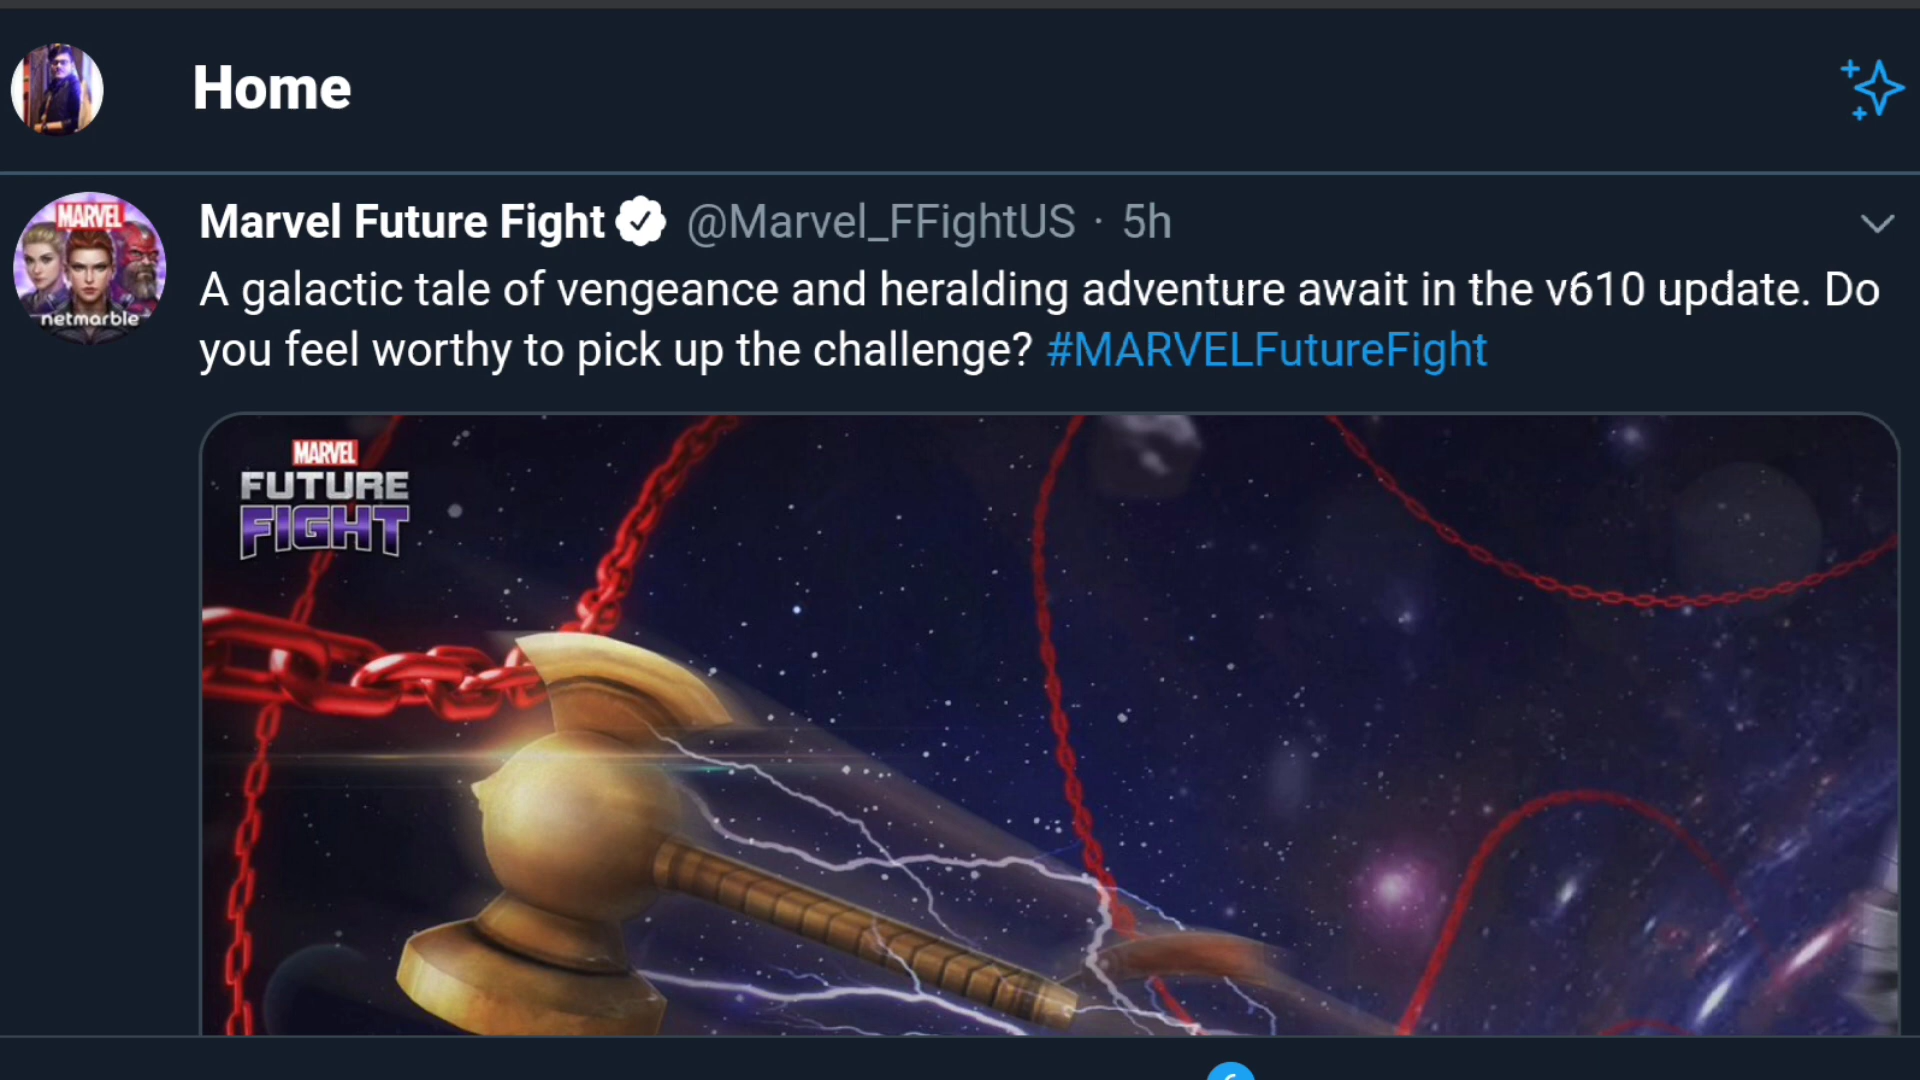 Home
Marvel Future Fight @Marvel_FFightUS · 5h
A galactic tale of vengeance and heralding adventure await in the v610 update. Do
you feel worthy to pick up the challenge? #MARVELFutureFight
MARVEL
netmarble
MARVEL
FUTURE
FIGHT